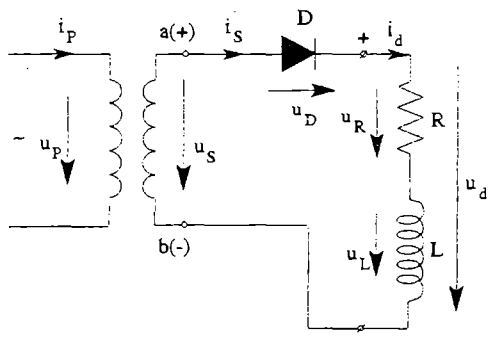 i_P
a(+)
i_S
D
+
i_d
u_D
u_R
R
~
u_P
u_S
u_d
b(-)
u_L
L